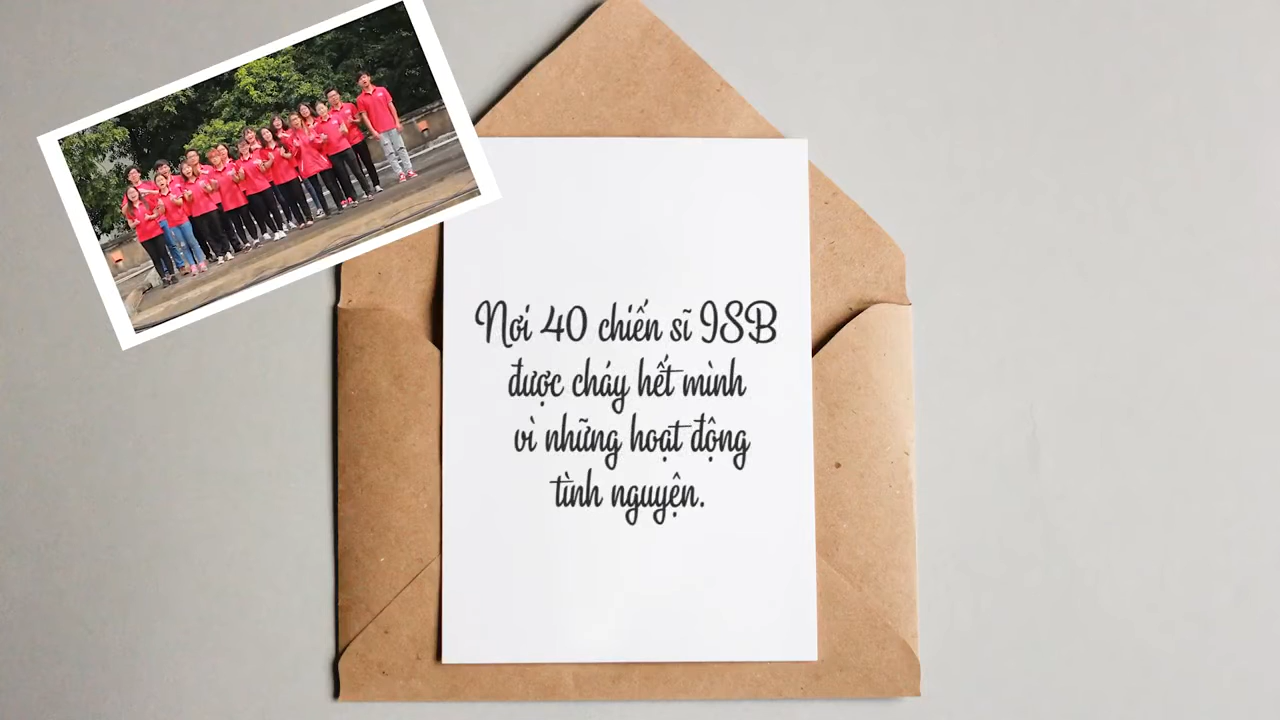 Nơi 40 chiến sĩ ISB
được cháy hết mình
vì những hoạt động
tình nguyện.